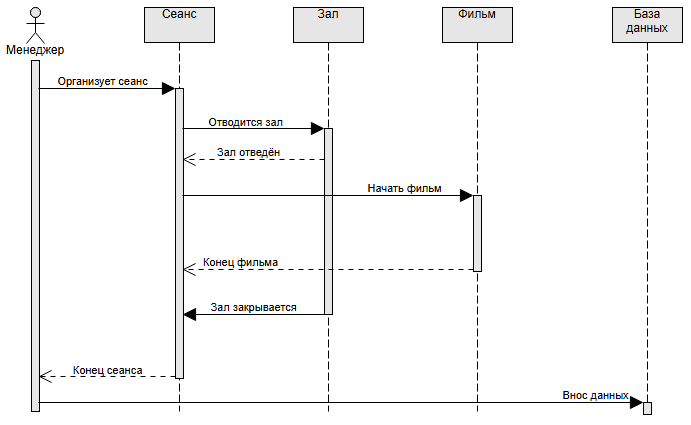 Менеджер
Сеанс
Зал
Фильм
База
данных
Организует сеанс
Отводится зал
Зал отведён
Начать фильм
Конец фильма
Зал закрывается
Конец сеанса
Внос данных